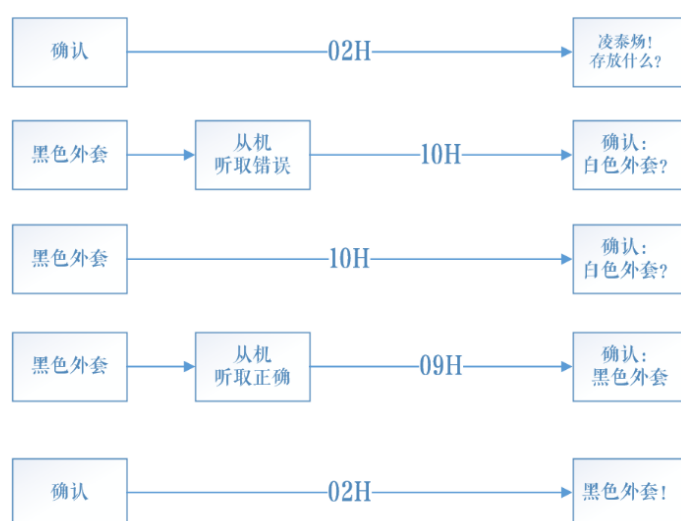 确认
02H
凌泰炀!
存放什么?
黑色外套
从机
听取错误
10H
确认:
白色外套?
黑色外套
10H
确认:
白色外套?
黑色外套
从机
听取正确
09H
确认:
黑色外套
确认
02H
黑色外套!